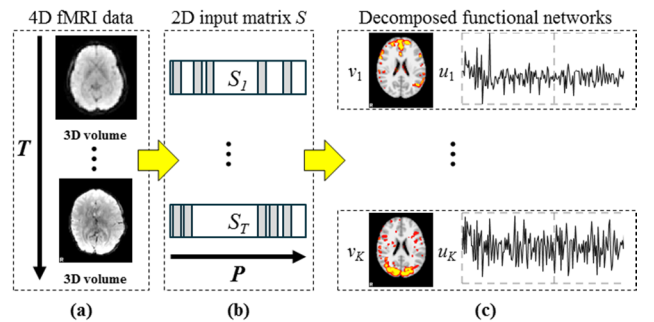 4D fMRI data
2D input matrix S
Decomposed functional networks
T
3D volume
3D volume
S1
ST
P
v1
u1
vK
uK
(a)
(b)
(c)